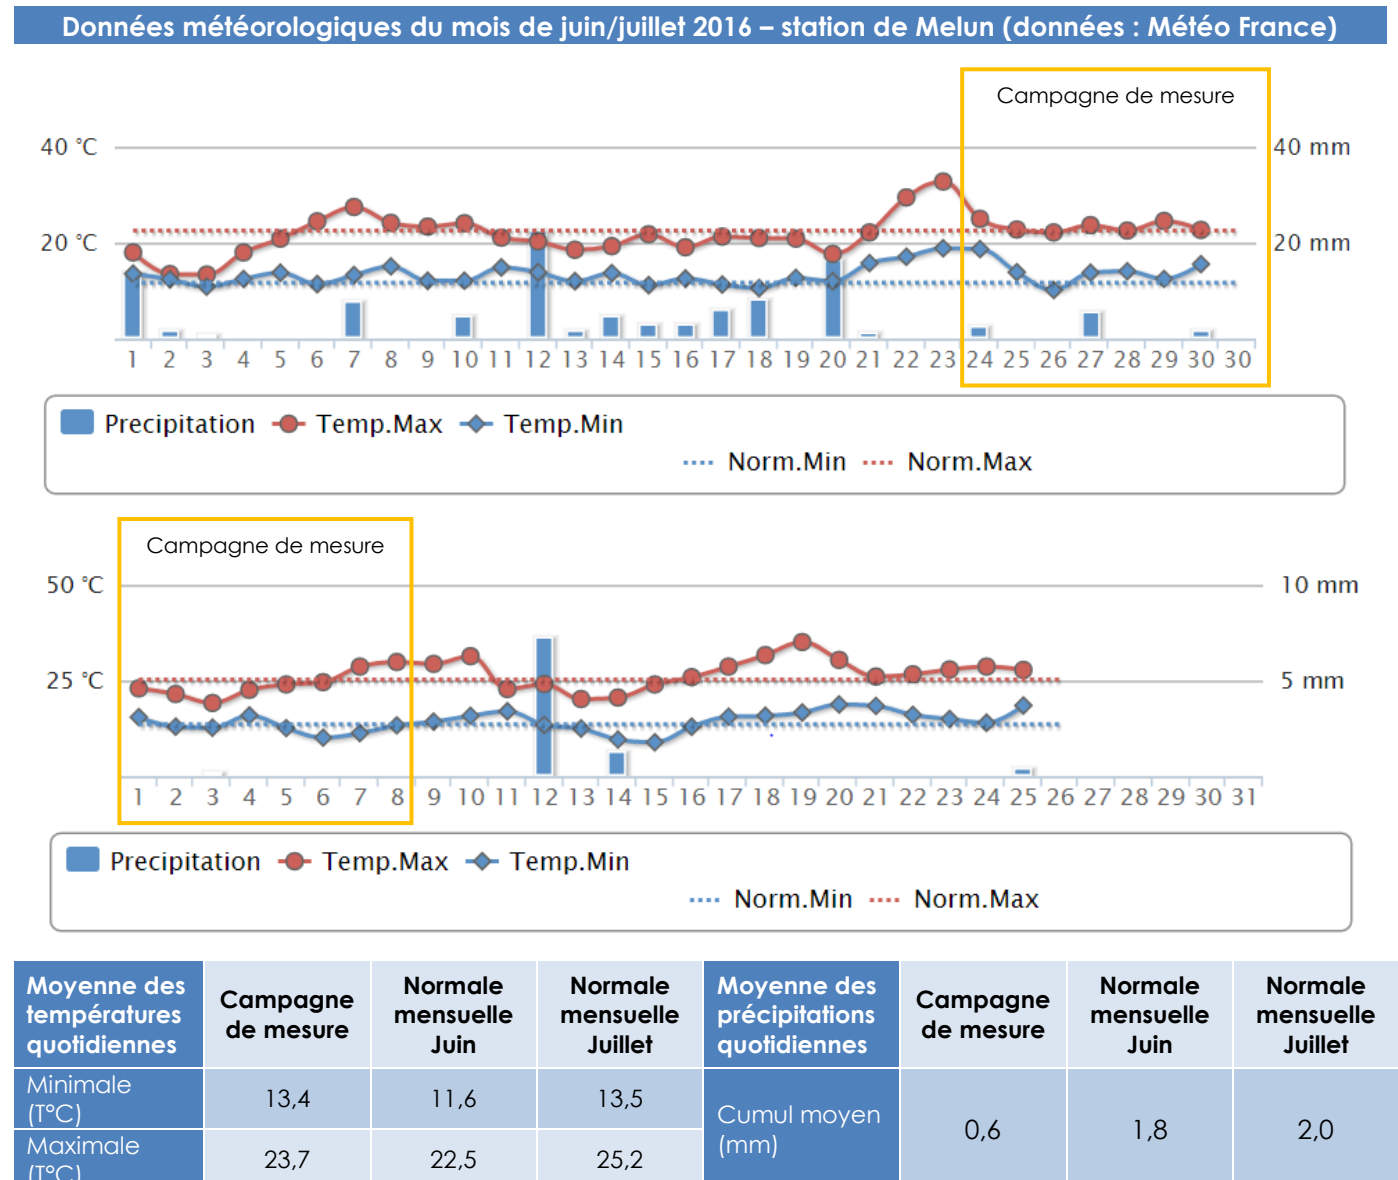 Données météorologiques du mois de juin/juillet 2016 – station de Melun (données : Météo France)
Campagne de mesure
40 °C
40 mm
20 °C
20 mm
1 2 3 4 5 6 7 8 9 10 11 12 13 14 15 16 17 18 19 20 21 22 23 24 25 26 27 28 29 30 30
Precipitation Temp.Max Temp.Min
Norm.Min Norm.Max
Campagne de mesure
50 °C
10 mm
25 °C
5 mm
1 2 3 4 5 6 7 8 9 10 11 12 13 14 15 16 17 18 19 20 21 22 23 24 25 26 27 28 29 30 31
Precipitation Temp.Max Temp.Min
Norm.Min Norm.Max
Moyenne des températures quotidiennes
Campagne de mesure
Normale mensuelle Juin
Normale mensuelle Juillet
Moyenne des précipitations quotidiennes
Campagne de mesure
Normale mensuelle Juin
Normale mensuelle Juillet
Minimale (T°C)
13,4
11,6
13,5
Cumul moyen (mm)
0,6
1,8
2,0
Maximale (T°C)
23,7
22,5
25,2